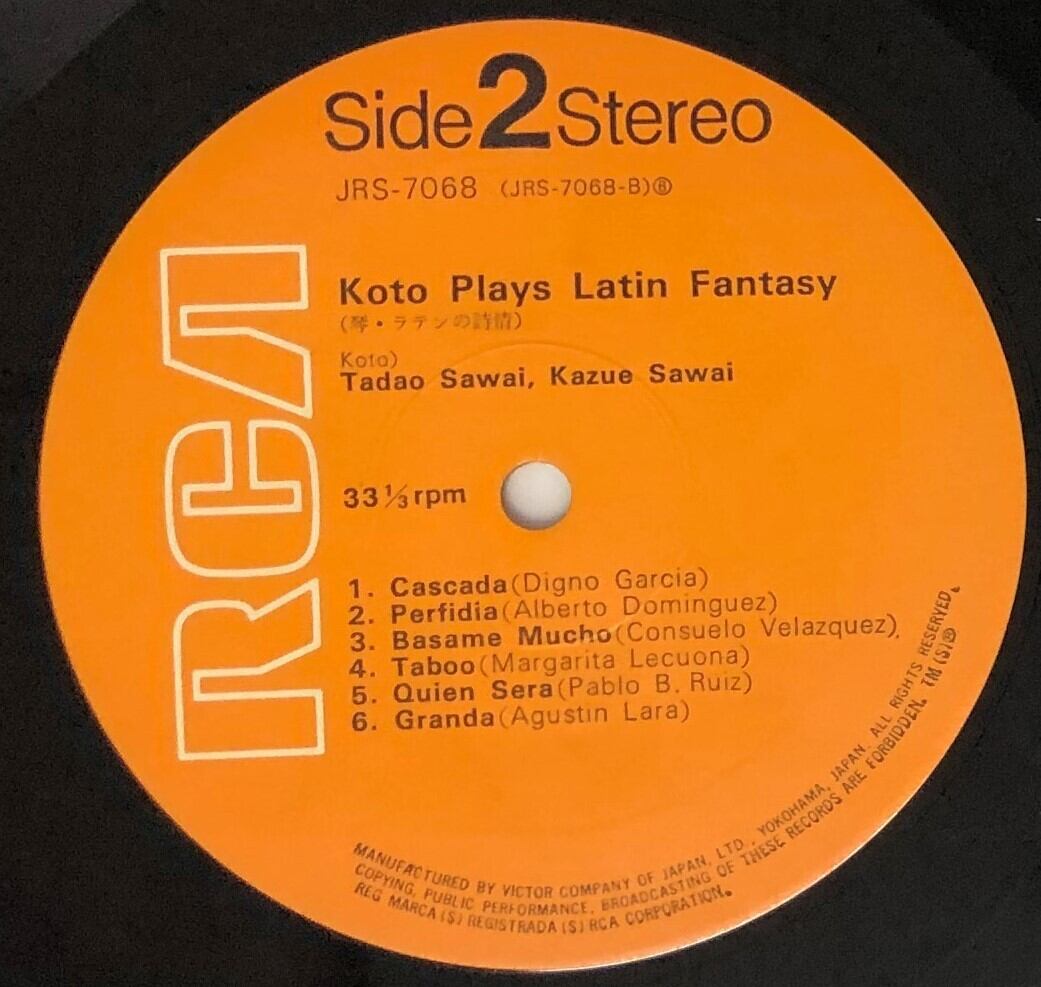 Side 2 Stereo
JRS-7068 (JRS-7068-B)Ⓡ
RCA
Koto Plays Latin Fantasy
(琴・ラテンの詩情)
Koto)
Tadao Sawai, Kazue Sawai
33 ⅓ rpm
1. Cascada(Digno Garcia)
2. Perfidia(Alberto Dominguez)
3. Basame Mucho(Consuelo Velazquez),
4. Taboo(Margarita Lecuona)
5. Quien Sera(Pablo B. Ruiz)
6. Granda(Agustin Lara)
MANUFACTURED BY VICTOR COMPANY OF JAPAN, LTD., YOKOHAMA, JAPAN. ALL RIGHTS RESERVED.
COPYING, PUBLIC PERFORMANCE, BROADCASTING OF THESE RECORDS ARE FORBIDDEN. TM(S)®
REG MARCA(S) REGISTRADA(S) RCA CORPORATION.